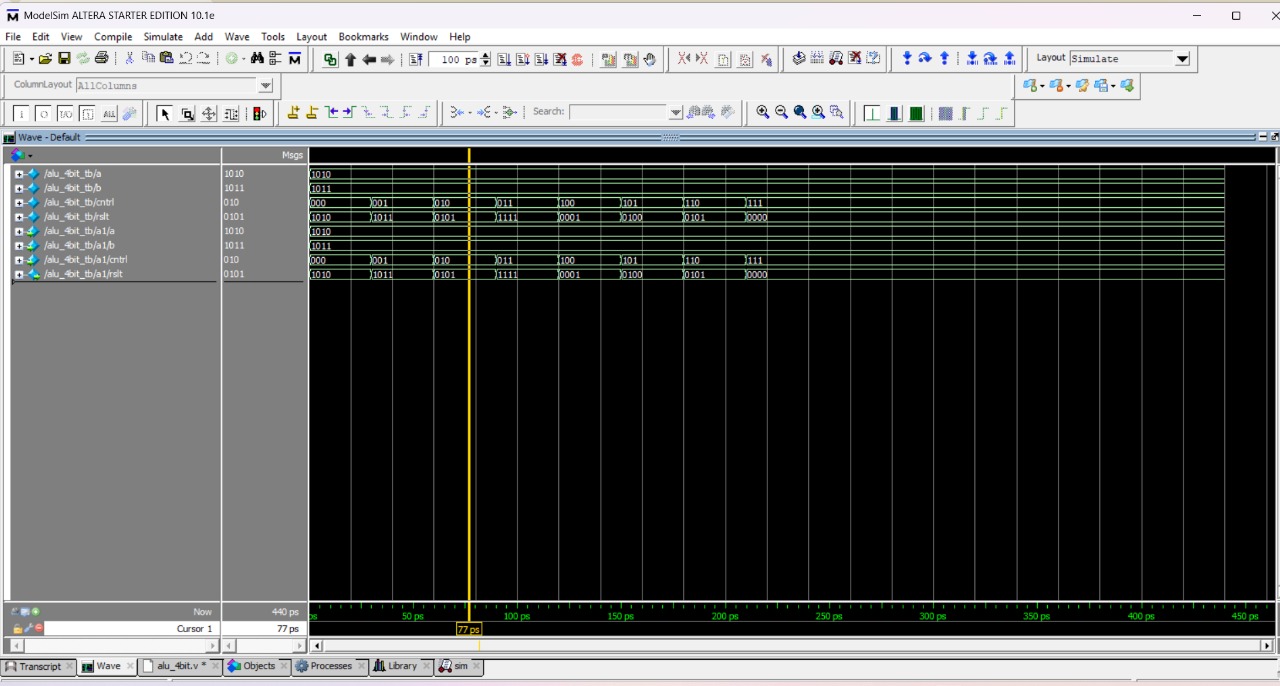 ModelSim ALTERA STARTER EDITION 10.1e
File Edit View Compile Simulate Add Wave Tools Layout Bookmarks Window Help
100 ps Layout Simulate
ColumnLayout AllColumns
ALL Search:
Wave - Default
Msgs
/alu_4bit_tb/a 1010 1010
/alu_4bit_tb/b 1011 1011
/alu_4bit_tb/cntrl 010 000 001 010 011 100 101 110 111
/alu_4bit_tb/rslt 0101 1010 1011 0101 1111 0001 0100 0101 0000
/alu_4bit_tb/a1/a 1010 1010
/alu_4bit_tb/a1/b 1011 1011
/alu_4bit_tb/a1/cntrl 010 000 001 010 011 100 101 110 111
/alu_4bit_tb/a1/rslt 0101 1010 1011 0101 1111 0001 0100 0101 0000
Now 440 ps ps 50 ps 100 ps 150 ps 200 ps 250 ps 300 ps 350 ps 400 ps 450 ps
Cursor 1 77 ps 77 ps
Transcript Wave alu_4bit.v * Objects Processes Library sim